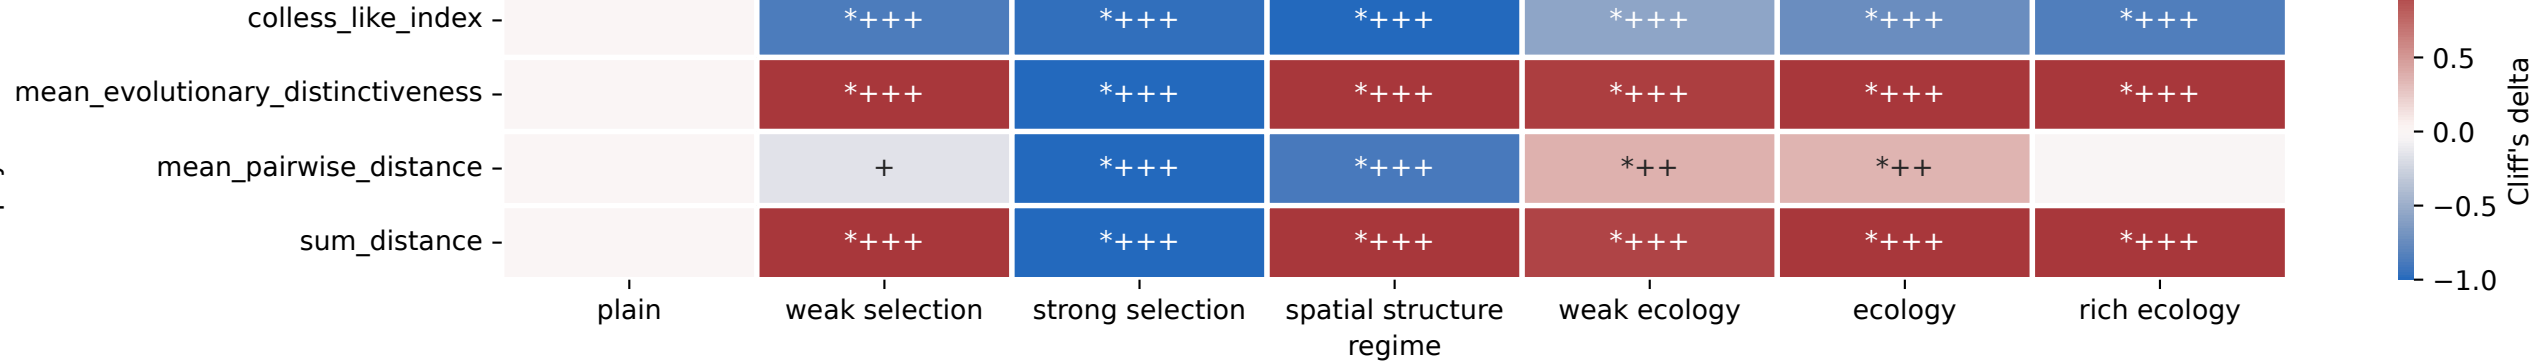 colless_like_index *+++ *+++ *+++ *+++ *+++ *+++
mean_evolutionary_distinctiveness *+++ *+++ *+++ *+++ *+++ *+++
mean_pairwise_distance + *+++ *+++ *++ *++
sum_distance *+++ *+++ *+++ *+++ *+++ *+++
plain weak selection strong selection spatial structure weak ecology ecology rich ecology
regime
0.5
0.0
−0.5
−1.0
Cliff's delta